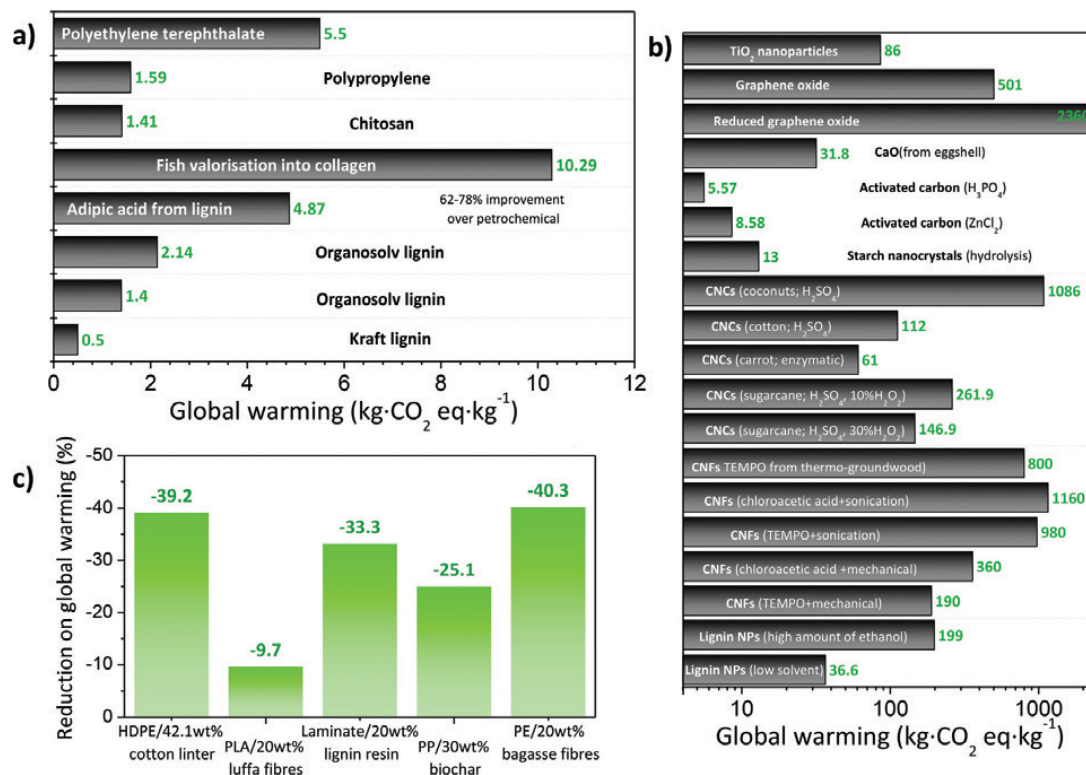 a)
Polyethylene terephthalate
5.5
1.59
Polypropylene
1.41
Chitosan
Fish valorisation into collagen
10.29
Adipic acid from lignin
4.87
62-78% improvement
over petrochemical
2.14
Organosolv lignin
1.4
Organosolv lignin
0.5
Kraft lignin
0 2 4 6 8 10 12
Global warming (kg·CO₂ eq·kg⁻¹)
b)
TiO₂ nanoparticles
86
Graphene oxide
501
Reduced graphene oxide
2360
31.8
CaO(from eggshell)
5.57
Activated carbon (H₃PO₄)
8.58
Activated carbon (ZnCl₂)
13
Starch nanocrystals (hydrolysis)
CNCs (coconuts; H₂SO₄)
1086
CNCs (cotton; H₂SO₄)
112
CNCs (carrot; enzymatic)
61
CNCs (sugarcane; H₂SO₄, 10%H₂O₂)
261.9
CNCs (sugarcane; H₂SO₄, 30%H₂O₂)
146.9
CNFs TEMPO from thermo-groundwood)
800
CNFs (chloroacetic acid+sonication)
1160
CNFs (TEMPO+sonication)
980
CNFs (chloroacetic acid +mechanical)
360
CNFs (TEMPO+mechanical)
190
Lignin NPs (high amount of ethanol)
199
Lignin NPs (low solvent)
36.6
10 100 1000
Global warming (kg·CO₂ eq·kg⁻¹)
c)
Reduction on global warming (%)
-50
-40
-30
-20
-10
0
-39.2
-9.7
-33.3
-25.1
-40.3
HDPE/42.1wt%
cotton linter
PLA/20wt%
luffa fibres
Laminate/20wt%
lignin resin
PP/30wt%
biochar
PE/20wt%
bagasse fibres